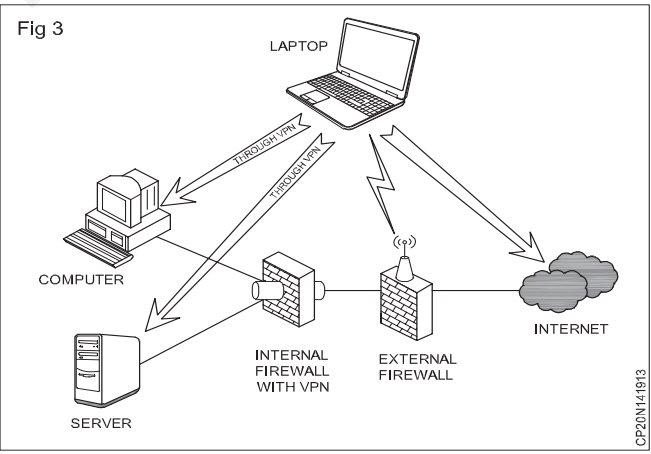 Fig 3
LAPTOP
THROUGH VPN
THROUGH VPN
COMPUTER
SERVER
INTERNAL
FIREWALL
WITH VPN
EXTERNAL
FIREWALL
INTERNET
CP20N141913